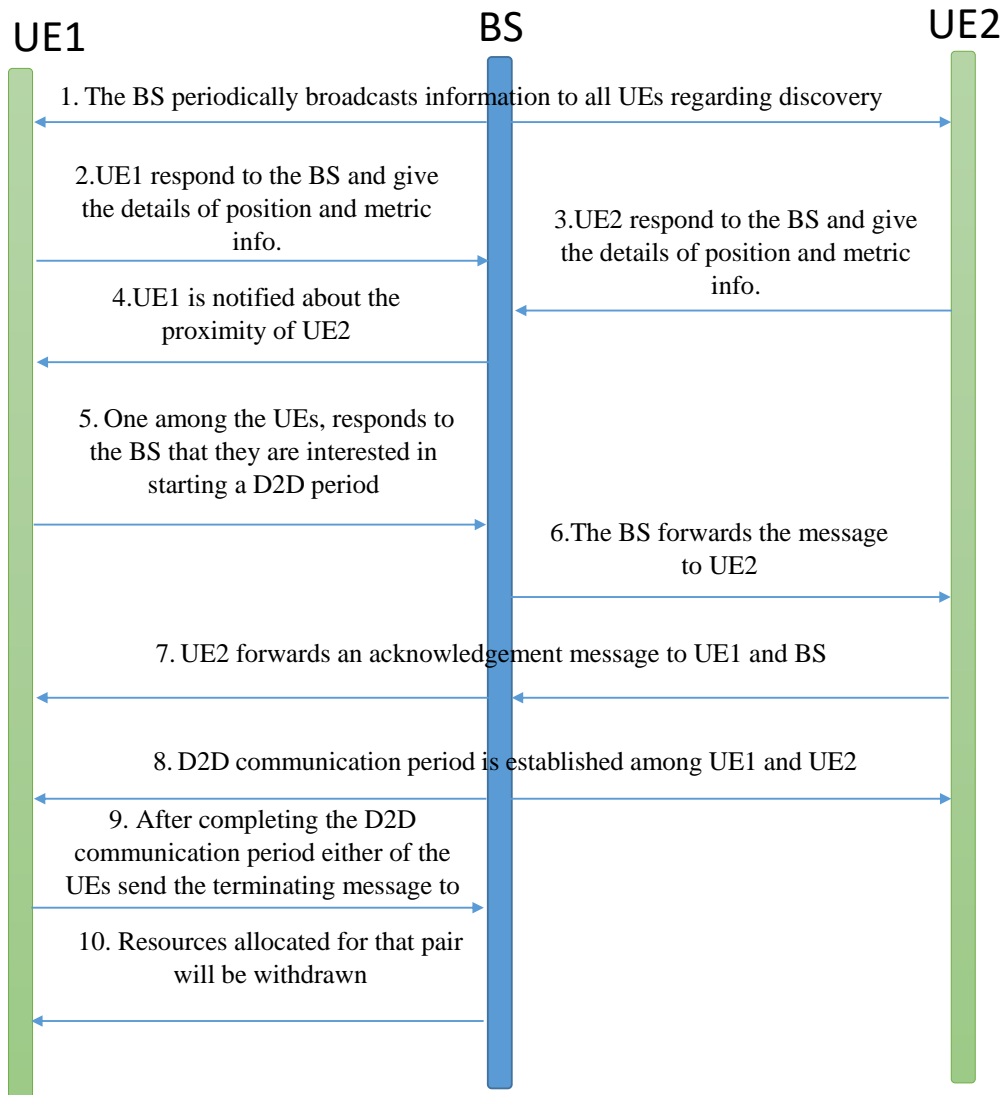 UE1
BS
UE2
1. The BS periodically broadcasts information to all UEs regarding discovery
2.UE1 respond to the BS and give
the details of position and metric
info.
3.UE2 respond to the BS and give
the details of position and metric
info.
4.UE1 is notified about the
proximity of UE2
5. One among the UEs, responds to
the BS that they are interested in
starting a D2D period
6.The BS forwards the message
to UE2
7. UE2 forwards an acknowledgement message to UE1 and BS
8. D2D communication period is established among UE1 and UE2
9. After completing the D2D
communication period either of the
UEs send the terminating message to
10. Resources allocated for that pair
will be withdrawn